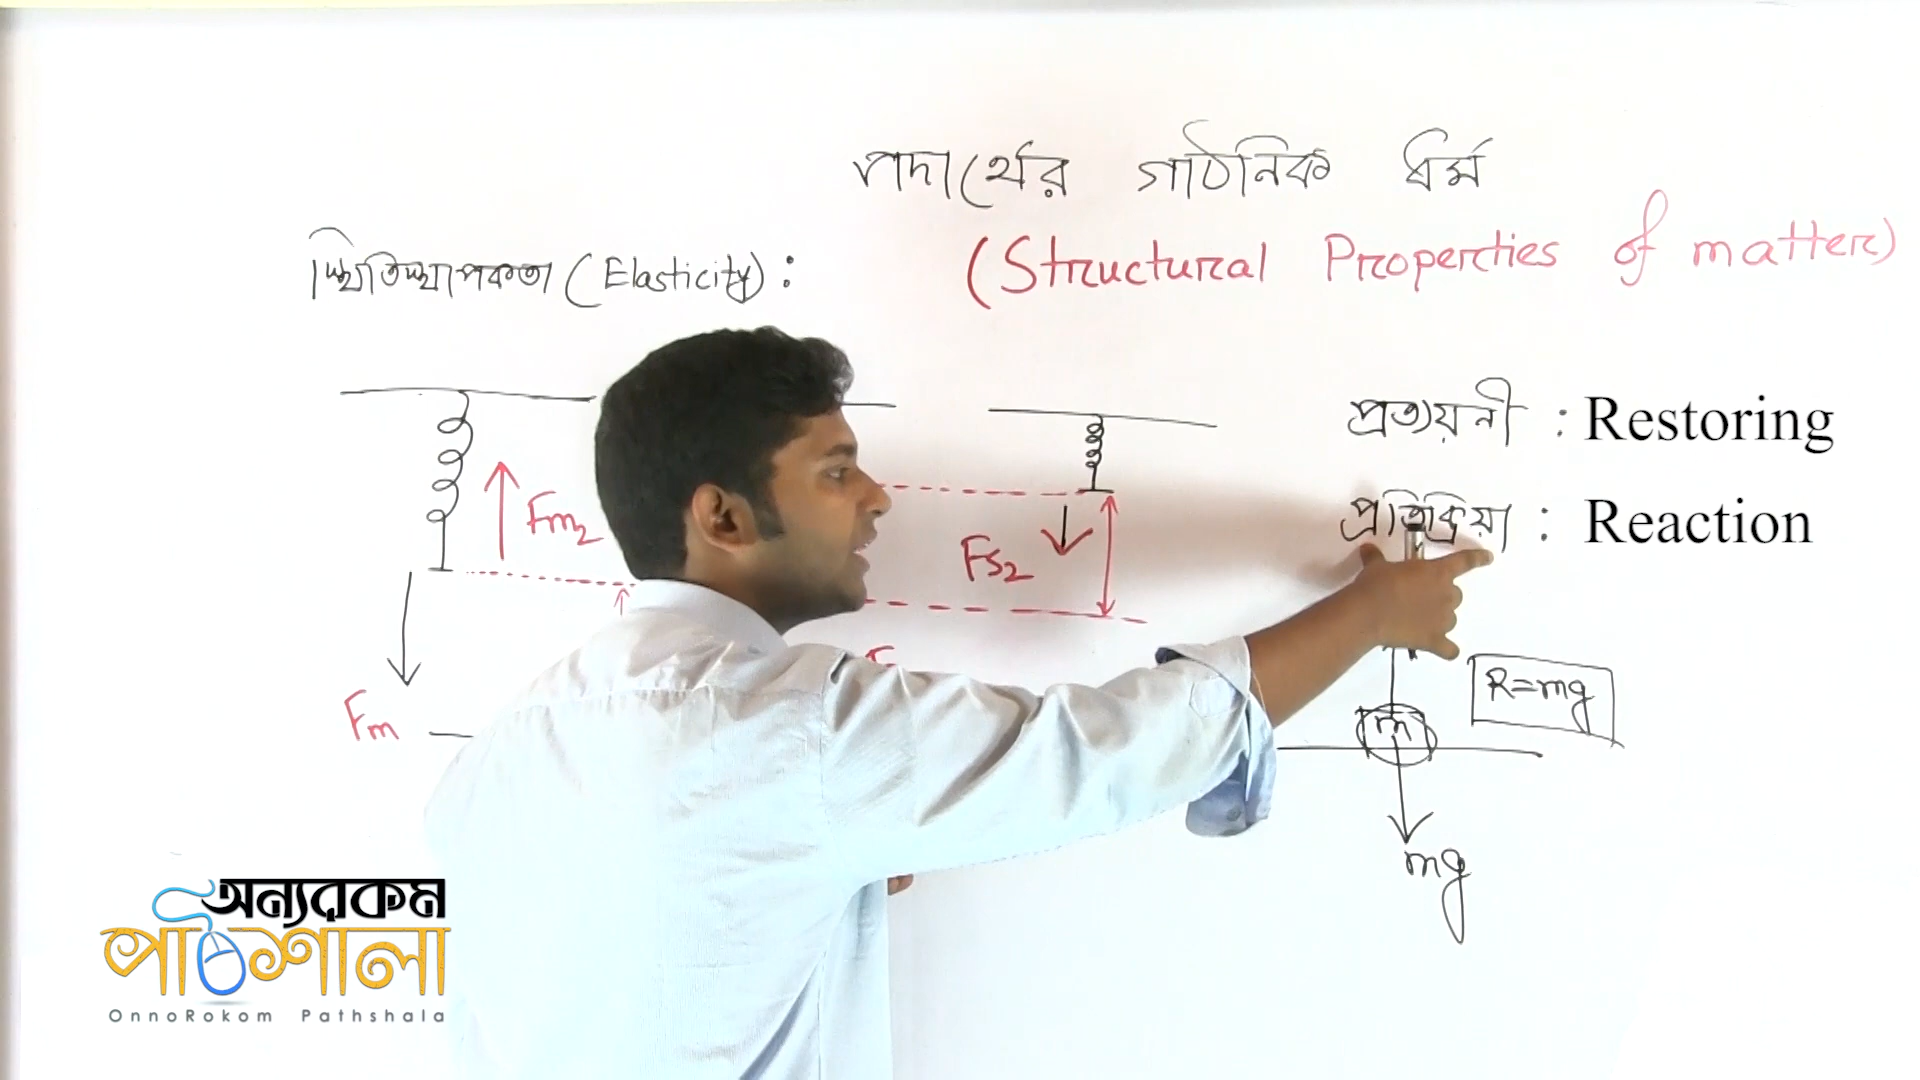 পদার্থের গাঠনিক ধর্ম
(Structural Properties of matter)
স্থিতিস্থাপকতা (Elasticity) :
প্রত্যয়নী : Restoring
প্রতিক্রিয়া : Reaction
Fm2
Fs2
Fm
R=mg
m
mg
অন্যরকম
পাঠশালা
OnnoRokom Pathshala